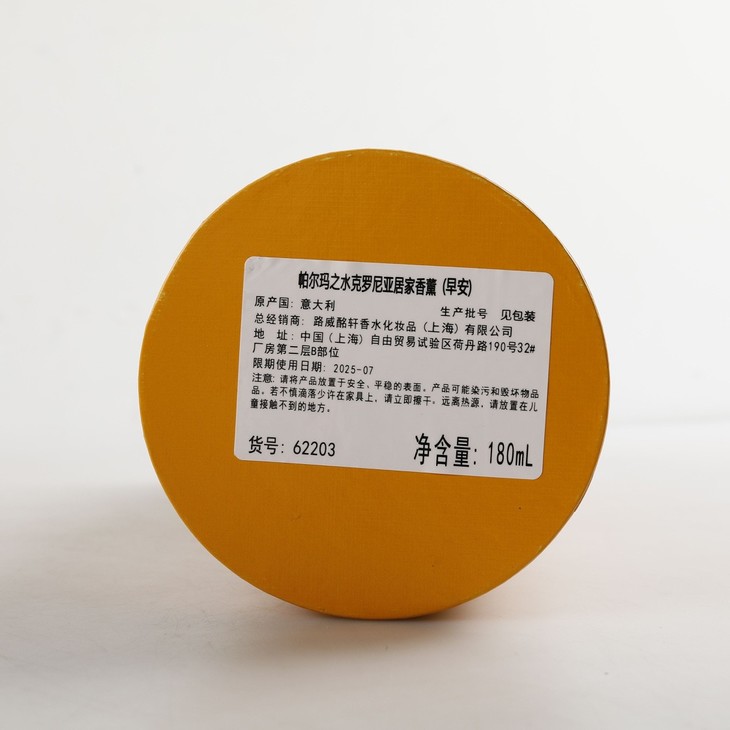 帕尔玛之水克罗尼亚居家香薰 (早安)
原产国: 意大利 生产批号 见包装
总经销商: 路威酩轩香水化妆品 (上海) 有限公司
地 址: 中国 (上海) 自由贸易试验区荷丹路190号32#
厂房第二层B部位
限期使用日期: 2025-07
注意: 请将产品放置于安全、平稳的表面。产品可能染污和毁坏物品
品。若不慎滴落少许在家具上, 请立即擦干。远离热源, 请放置在儿
童接触不到的地方。
货号: 62203 净含量: 180mL